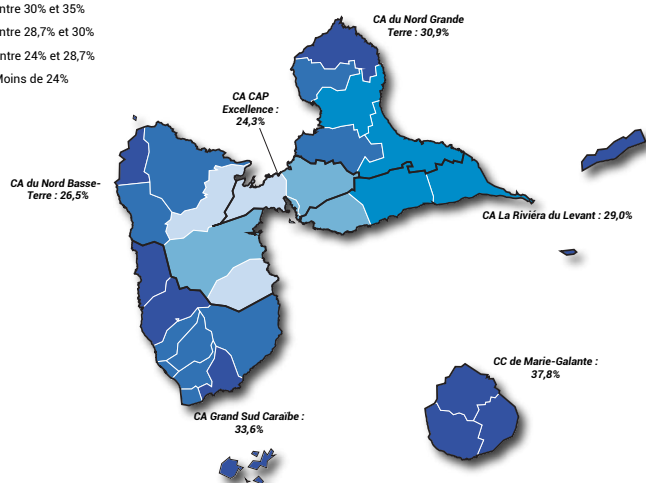 ntre 30% et 35%
ntre 28,7% et 30%
ntre 24% et 28,7%
Moins de 24%
CA du Nord Grande
Terre : 30,9%
CA CAP
Excellence :
24,3%
CA du Nord Basse-
Terre : 26,5%
CA La Riviéra du Levant : 29,0%
CC de Marie-Galante :
37,8%
CA Grand Sud Caraïbe :
33,6%